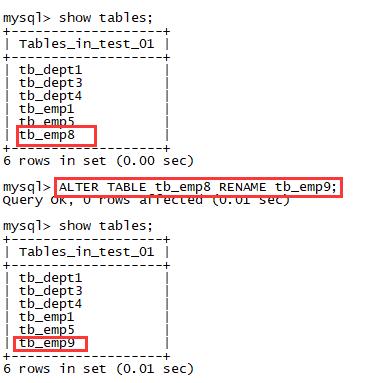 mysql> show tables;
+--------------------+
| Tables_in_test_01 |
+--------------------+
| tb_dept1 |
| tb_dept3 |
| tb_dept4 |
| tb_emp1 |
| tb_emp5 |
| tb_emp8 |
+--------------------+
6 rows in set (0.00 sec)
mysql> ALTER TABLE tb_emp8 RENAME tb_emp9;
Query OK, 0 rows affected (0.01 sec)
mysql> show tables;
+--------------------+
| Tables_in_test_01 |
+--------------------+
| tb_dept1 |
| tb_dept3 |
| tb_dept4 |
| tb_emp1 |
| tb_emp5 |
| tb_emp9 |
+--------------------+
6 rows in set (0.01 sec)